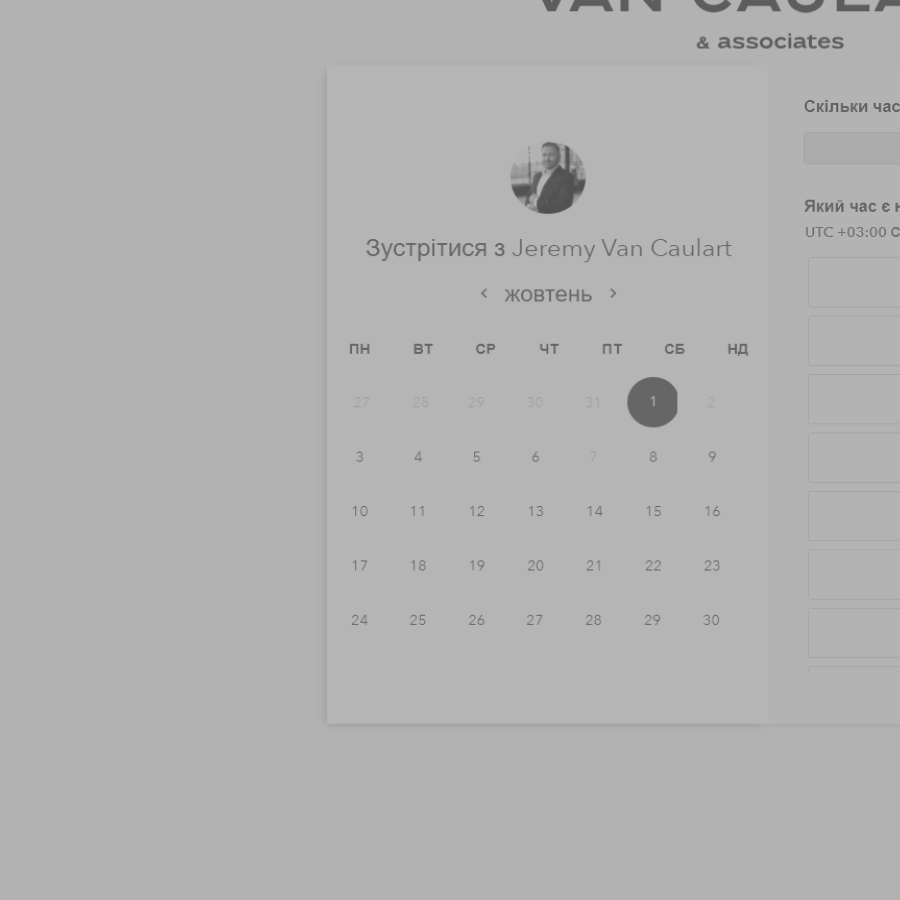 VAN CAULA
& associates
Зустрітися з Jeremy Van Caulart
жовтень
ПН ВТ СР ЧТ ПТ СБ НД
27 28 29 30 31 1 2
3 4 5 6 7 8 9
10 11 12 13 14 15 16
17 18 19 20 21 22 23
24 25 26 27 28 29 30
Скільки час
Який час є н
UTC +03:00 С